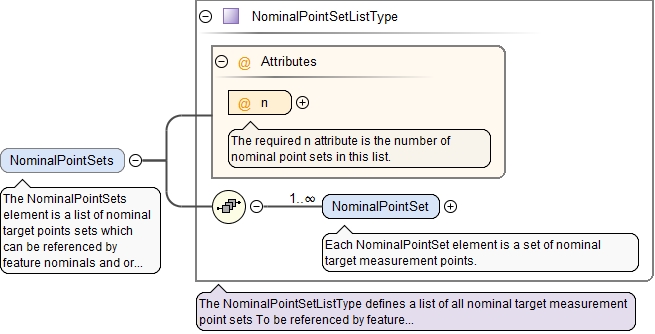 NominalPointSetListType
@ Attributes
@ n
The required n attribute is the number of
nominal point sets in this list.
NominalPointSets
The NominalPointSets
element is a list of nominal
target points sets which
can be referenced by
feature nominals and or...
1..∞
NominalPointSet
Each NominalPointSet element is a set of nominal
target measurement points.
The NominalPointSetListType defines a list of all nominal target measurement
point sets To be referenced by feature...